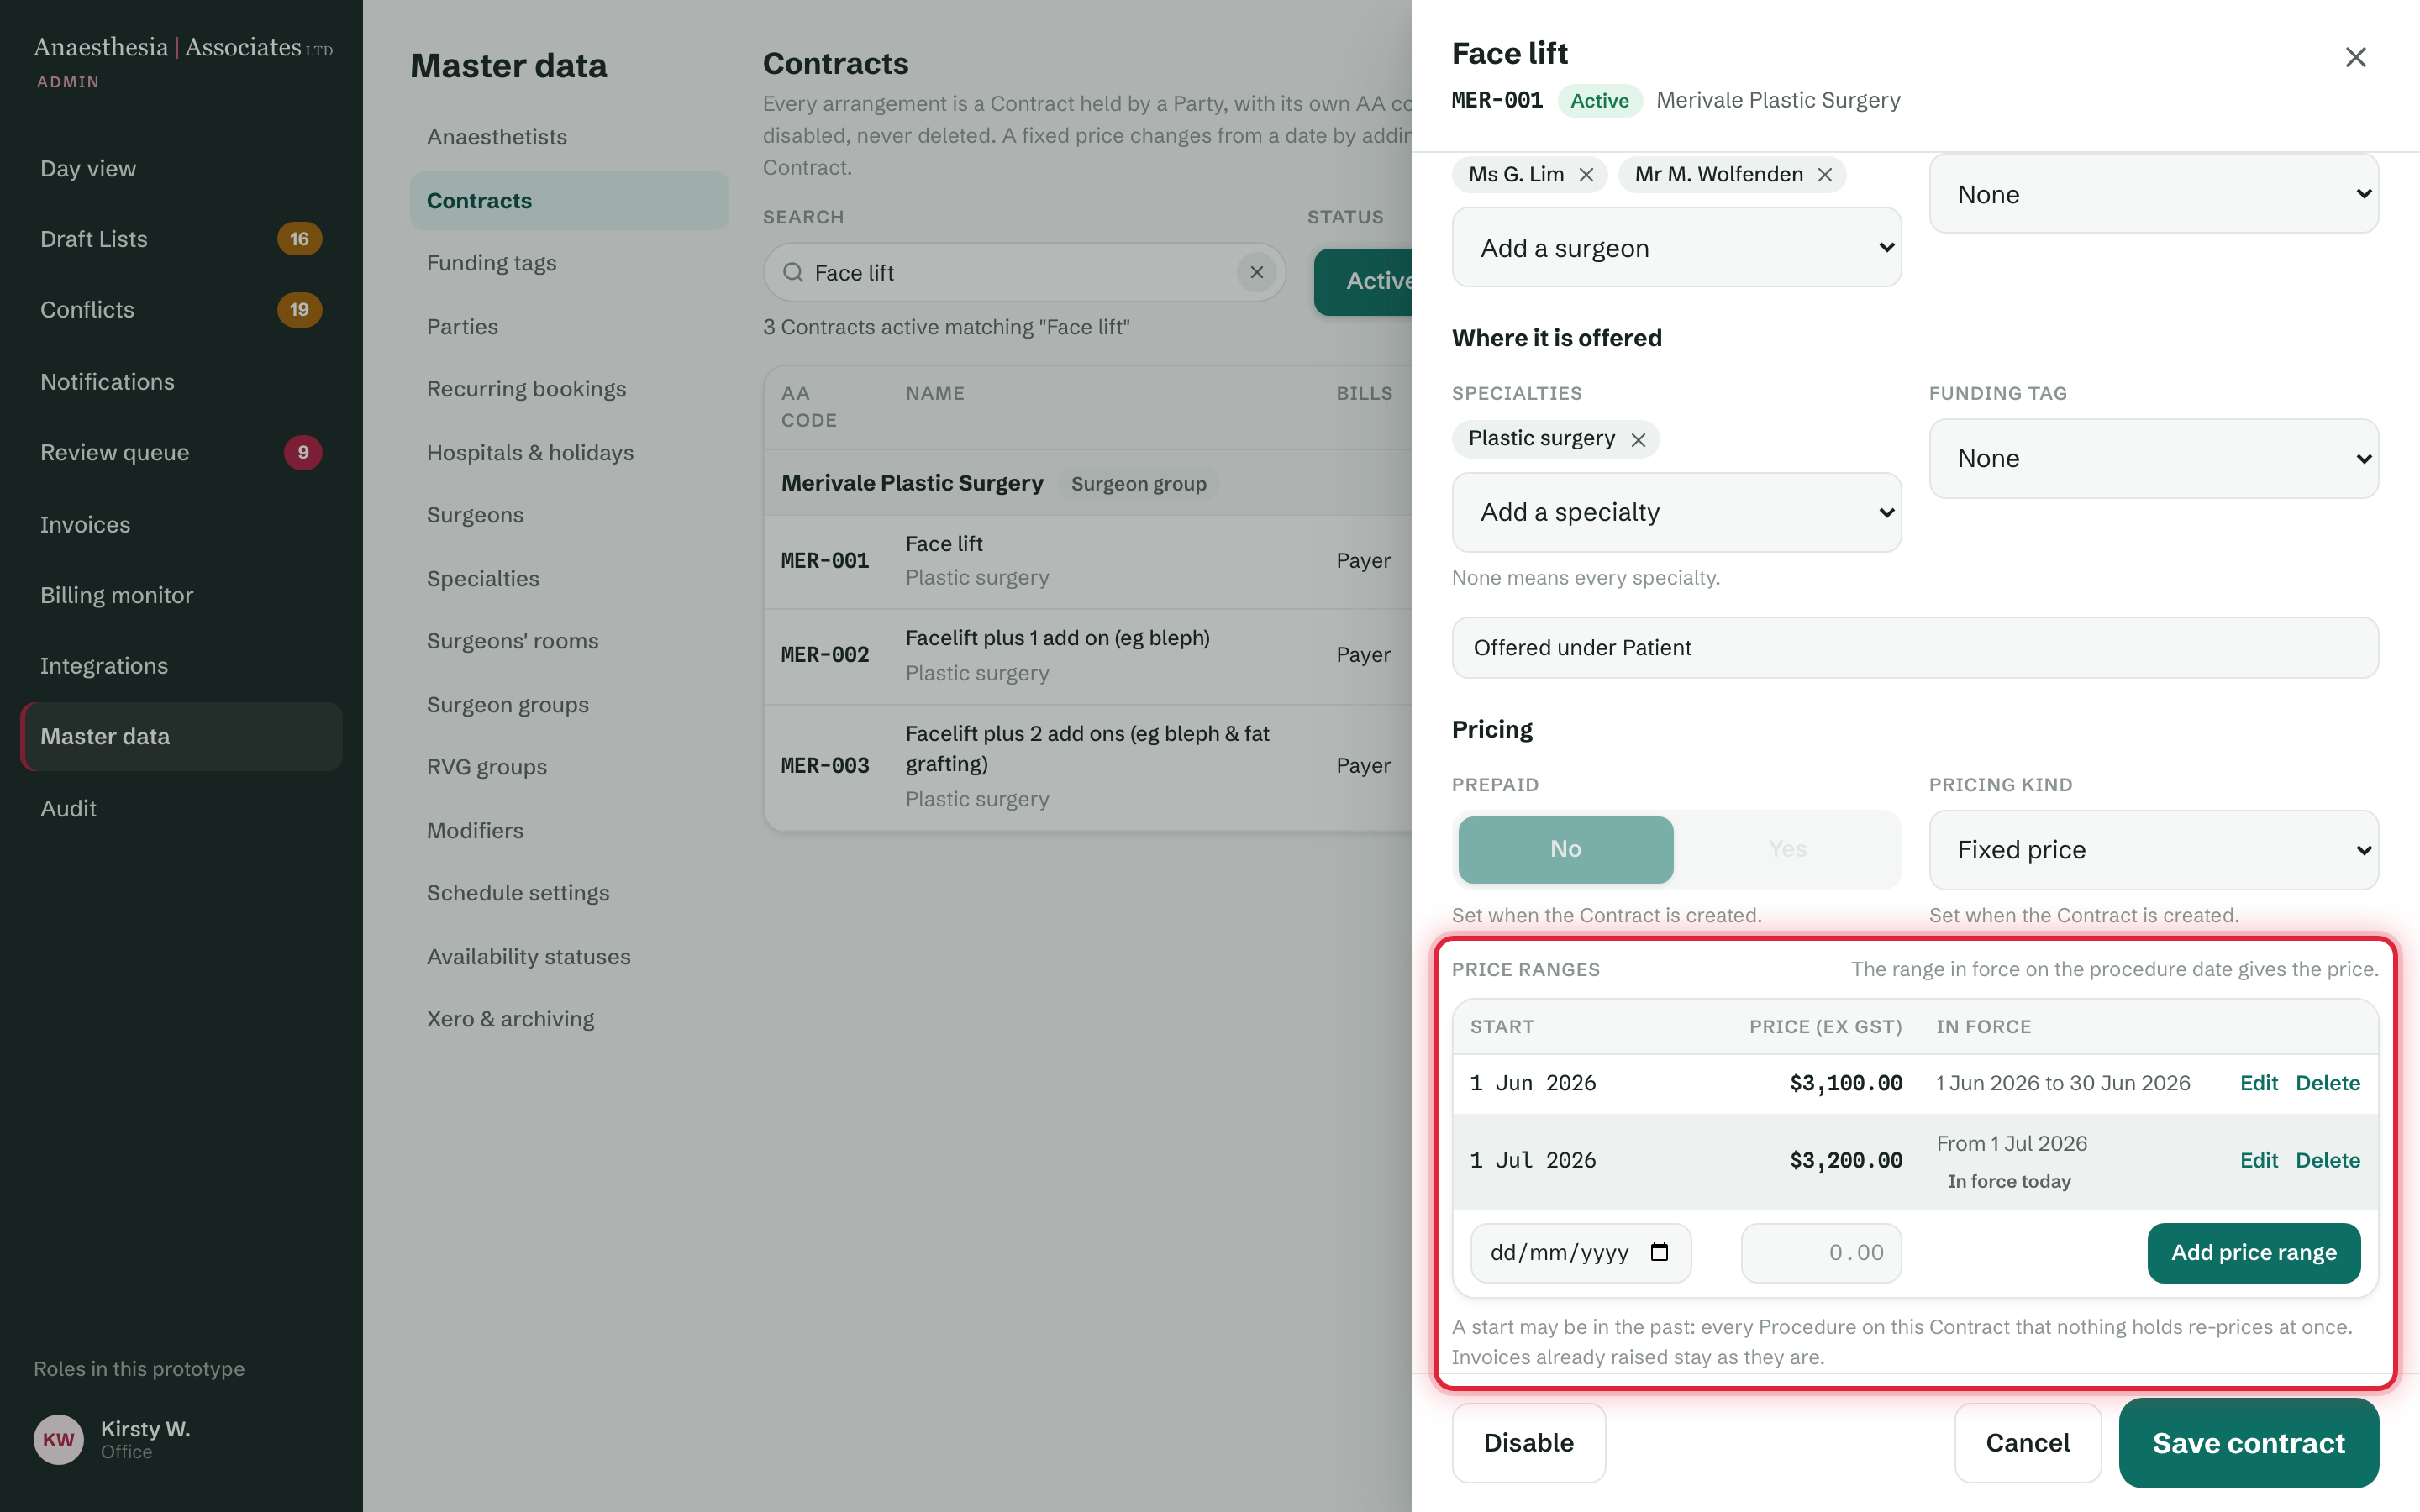 Anaesthesia | Associates LTD
ADMIN
Day view
Draft Lists 16
Conflicts 19
Notifications
Review queue 9
Invoices
Billing monitor
Integrations
Master data
Audit
Roles in this prototype
KW
Kirsty W.
Office
Master data
Anaesthetists
Contracts
Funding tags
Parties
Recurring bookings
Hospitals & holidays
Surgeons
Specialties
Surgeons' rooms
Surgeon groups
RVG groups
Modifiers
Schedule settings
Availability statuses
Xero & archiving
Contracts
Every arrangement is a Contract held by a Party, with its own AA
disabled, never deleted. A fixed price changes from a date by
Contract.
SEARCH
STATUS
Face lift
Active
3 Contracts active matching "Face lift"
AA CODE NAME BILLS
Merivale Plastic Surgery Surgeon group
MER-001 Face lift Payer
Plastic surgery
MER-002 Facelift plus 1 add on (eg bleph) Payer
Plastic surgery
MER-003 Facelift plus 2 add ons (eg bleph & fat grafting) Payer
Plastic surgery
Face lift
MER-001 Active Merivale Plastic Surgery
Ms G. Lim Mr M. Wolfenden
Add a surgeon
None
Where it is offered
SPECIALTIES
FUNDING TAG
Plastic surgery
None
Add a specialty
None means every specialty.
Offered under Patient
Pricing
PREPAID
PRICING KIND
No Yes
Fixed price
Set when the Contract is created.
Set when the Contract is created.
PRICE RANGES The range in force on the procedure date gives the price.
START PRICE (EX GST) IN FORCE
1 Jun 2026 $3,100.00 1 Jun 2026 to 30 Jun 2026 Edit Delete
1 Jul 2026 $3,200.00 From 1 Jul 2026 Edit Delete
In force today
dd/mm/yyyy 0.00 Add price range
A start may be in the past: every Procedure on this Contract that nothing holds re-prices at once.
Invoices already raised stay as they are.
Disable Cancel Save contract